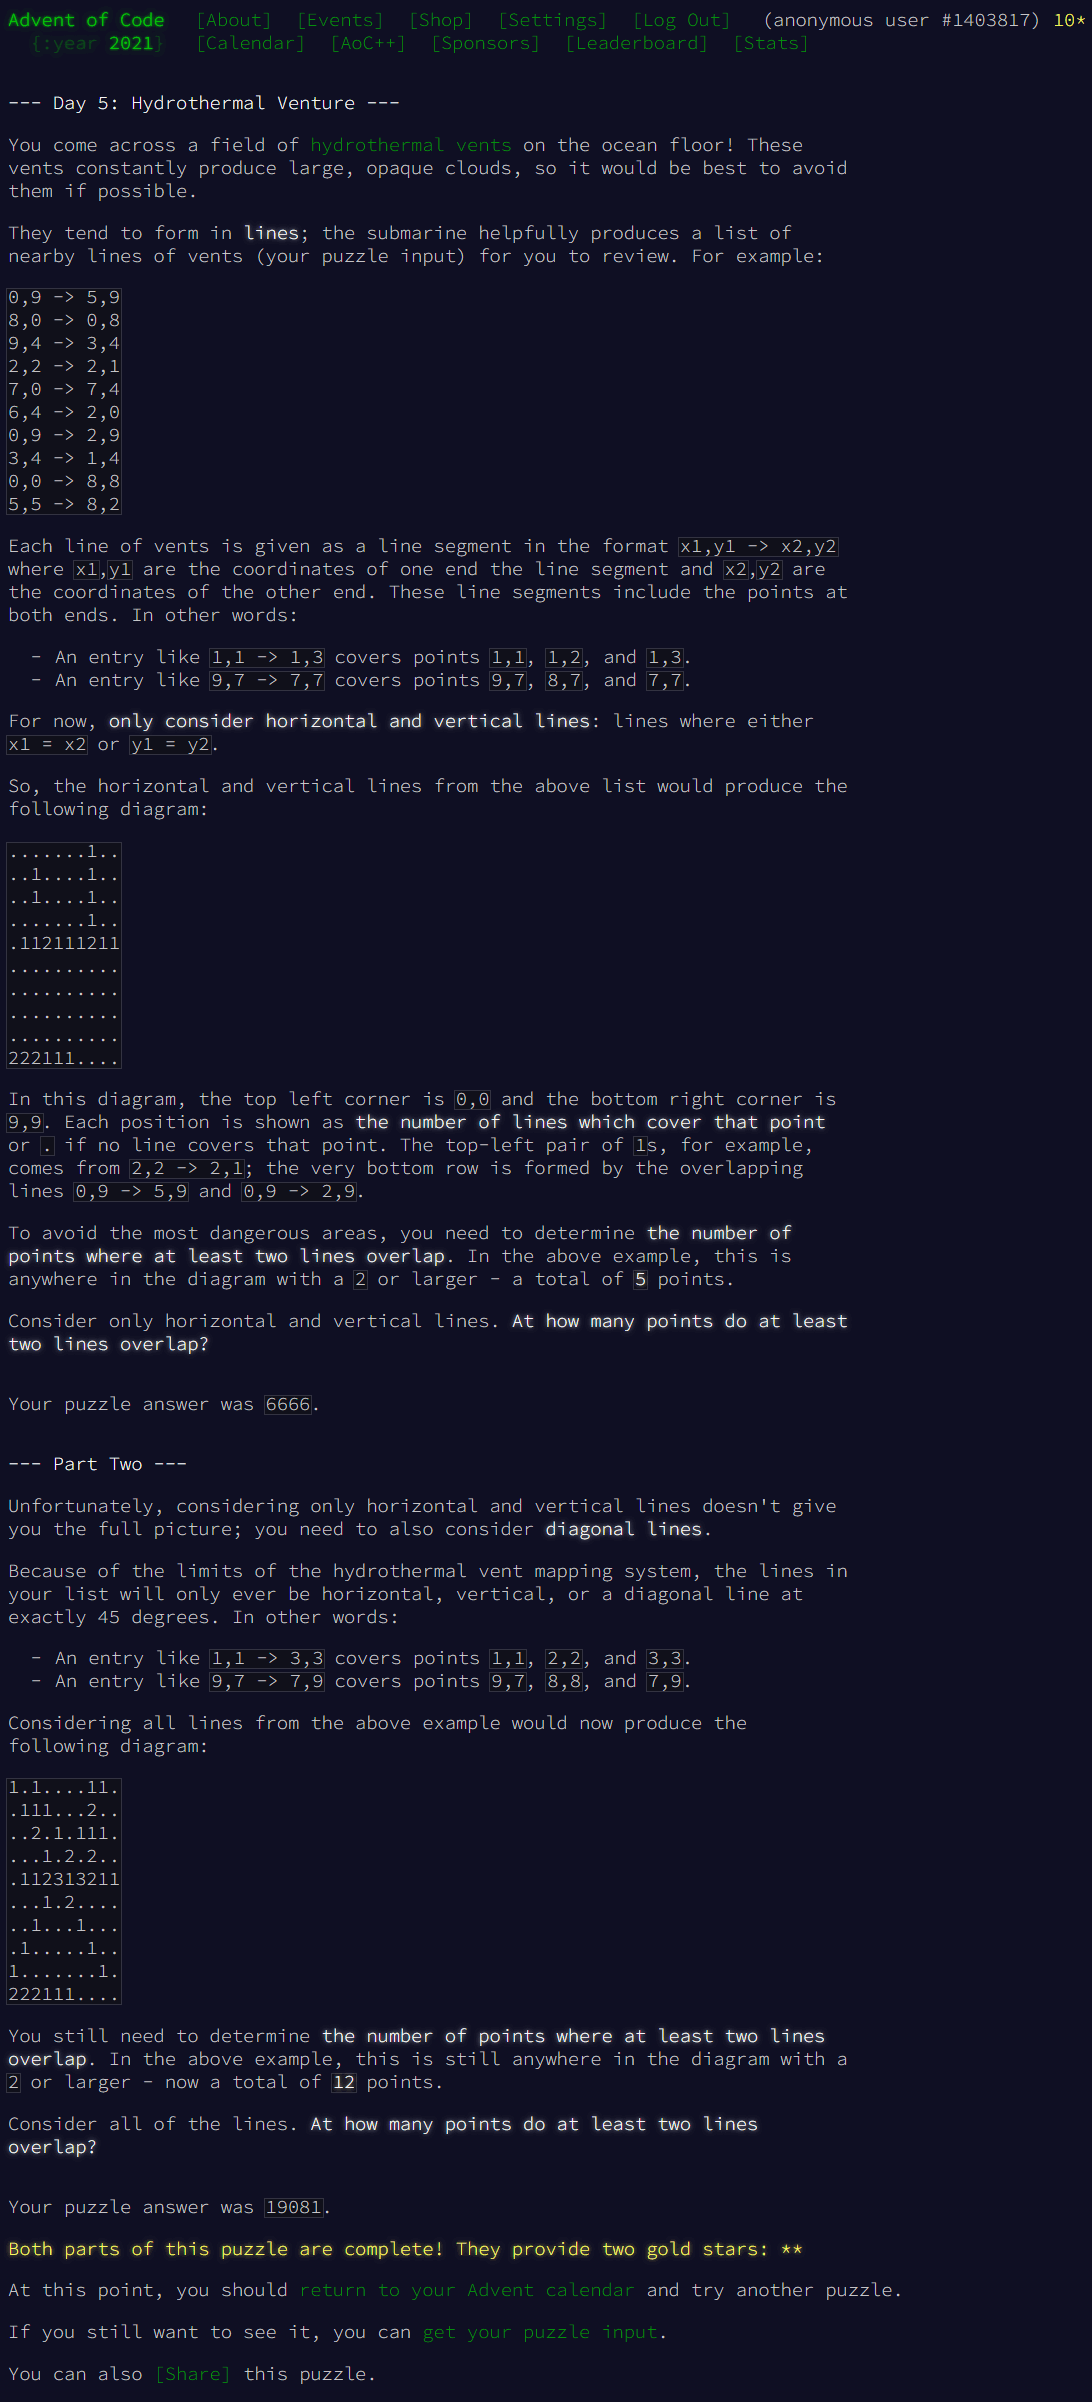 Advent of Code [About] [Events] [Shop] [Settings] [Log Out] (anonymous user #1403817) 10*
{:year 2021} [Calendar] [AoC++] [Sponsors] [Leaderboard] [Stats]
--- Day 5: Hydrothermal Venture ---
You come across a field of hydrothermal vents on the ocean floor! These
vents constantly produce large, opaque clouds, so it would be best to avoid
them if possible.
They tend to form in lines; the submarine helpfully produces a list of
nearby lines of vents (your puzzle input) for you to review. For example:
0,9 -> 5,9
8,0 -> 0,8
9,4 -> 3,4
2,2 -> 2,1
7,0 -> 7,4
6,4 -> 2,0
0,9 -> 2,9
3,4 -> 1,4
0,0 -> 8,8
5,5 -> 8,2
Each line of vents is given as a line segment in the format x1,y1 -> x2,y2
where x1,y1 are the coordinates of one end the line segment and x2,y2 are
the coordinates of the other end. These line segments include the points at
both ends. In other words:
- An entry like 1,1 -> 1,3 covers points 1,1, 1,2, and 1,3.
- An entry like 9,7 -> 7,7 covers points 9,7, 8,7, and 7,7.
For now, only consider horizontal and vertical lines: lines where either
x1 = x2 or y1 = y2.
So, the horizontal and vertical lines from the above list would produce the
following diagram:
.......1..
..1....1..
..1....1..
.......1..
.112111211
..........
..........
..........
..........
222111....
In this diagram, the top left corner is 0,0 and the bottom right corner is
9,9. Each position is shown as the number of lines which cover that point
or . if no line covers that point. The top-left pair of 1s, for example,
comes from 2,2 -> 2,1; the very bottom row is formed by the overlapping
lines 0,9 -> 5,9 and 0,9 -> 2,9.
To avoid the most dangerous areas, you need to determine the number of
points where at least two lines overlap. In the above example, this is
anywhere in the diagram with a 2 or larger - a total of 5 points.
Consider only horizontal and vertical lines. At how many points do at least
two lines overlap?
Your puzzle answer was 6666.
--- Part Two ---
Unfortunately, considering only horizontal and vertical lines doesn't give
you the full picture; you need to also consider diagonal lines.
Because of the limits of the hydrothermal vent mapping system, the lines in
your list will only ever be horizontal, vertical, or a diagonal line at
exactly 45 degrees. In other words:
- An entry like 1,1 -> 3,3 covers points 1,1, 2,2, and 3,3.
- An entry like 9,7 -> 7,9 covers points 9,7, 8,8, and 7,9.
Considering all lines from the above example would now produce the
following diagram:
1.1....11.
.111...2..
..2.1.111.
...1.2.2..
.112313211
...1.2....
..1...1...
.1.....1..
1.......1.
222111....
You still need to determine the number of points where at least two lines
overlap. In the above example, this is still anywhere in the diagram with a
2 or larger - now a total of 12 points.
Consider all of the lines. At how many points do at least two lines
overlap?
Your puzzle answer was 19081.
Both parts of this puzzle are complete! They provide two gold stars: **
At this point, you should return to your Advent calendar and try another puzzle.
If you still want to see it, you can get your puzzle input.
You can also [Share] this puzzle.